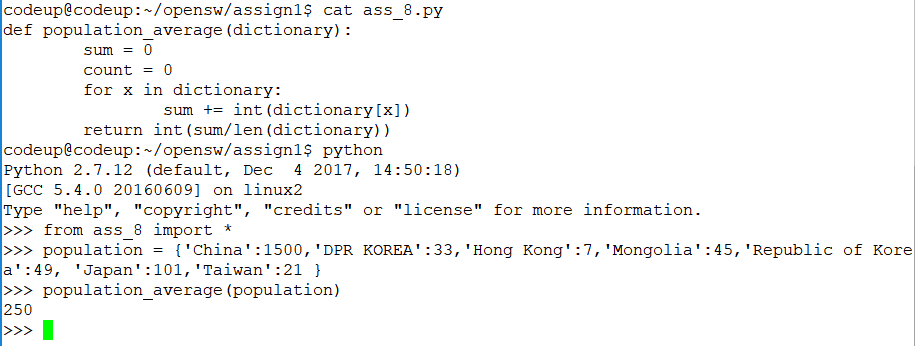 codeup@codeup:~/opensw/assign1$ cat ass_8.py
def population_average(dictionary):
        sum = 0
        count = 0
        for x in dictionary:
                sum += int(dictionary[x])
        return int(sum/len(dictionary))
codeup@codeup:~/opensw/assign1$ python
Python 2.7.12 (default, Dec  4 2017, 14:50:18)
[GCC 5.4.0 20160609] on linux2
Type "help", "copyright", "credits" or "license" for more information.
>>> from ass_8 import *
>>> population = {'China':1500,'DPR KOREA':33,'Hong Kong':7,'Mongolia':45,'Republic of Kore
a':49, 'Japan':101,'Taiwan':21 }
>>> population_average(population)
250
>>>